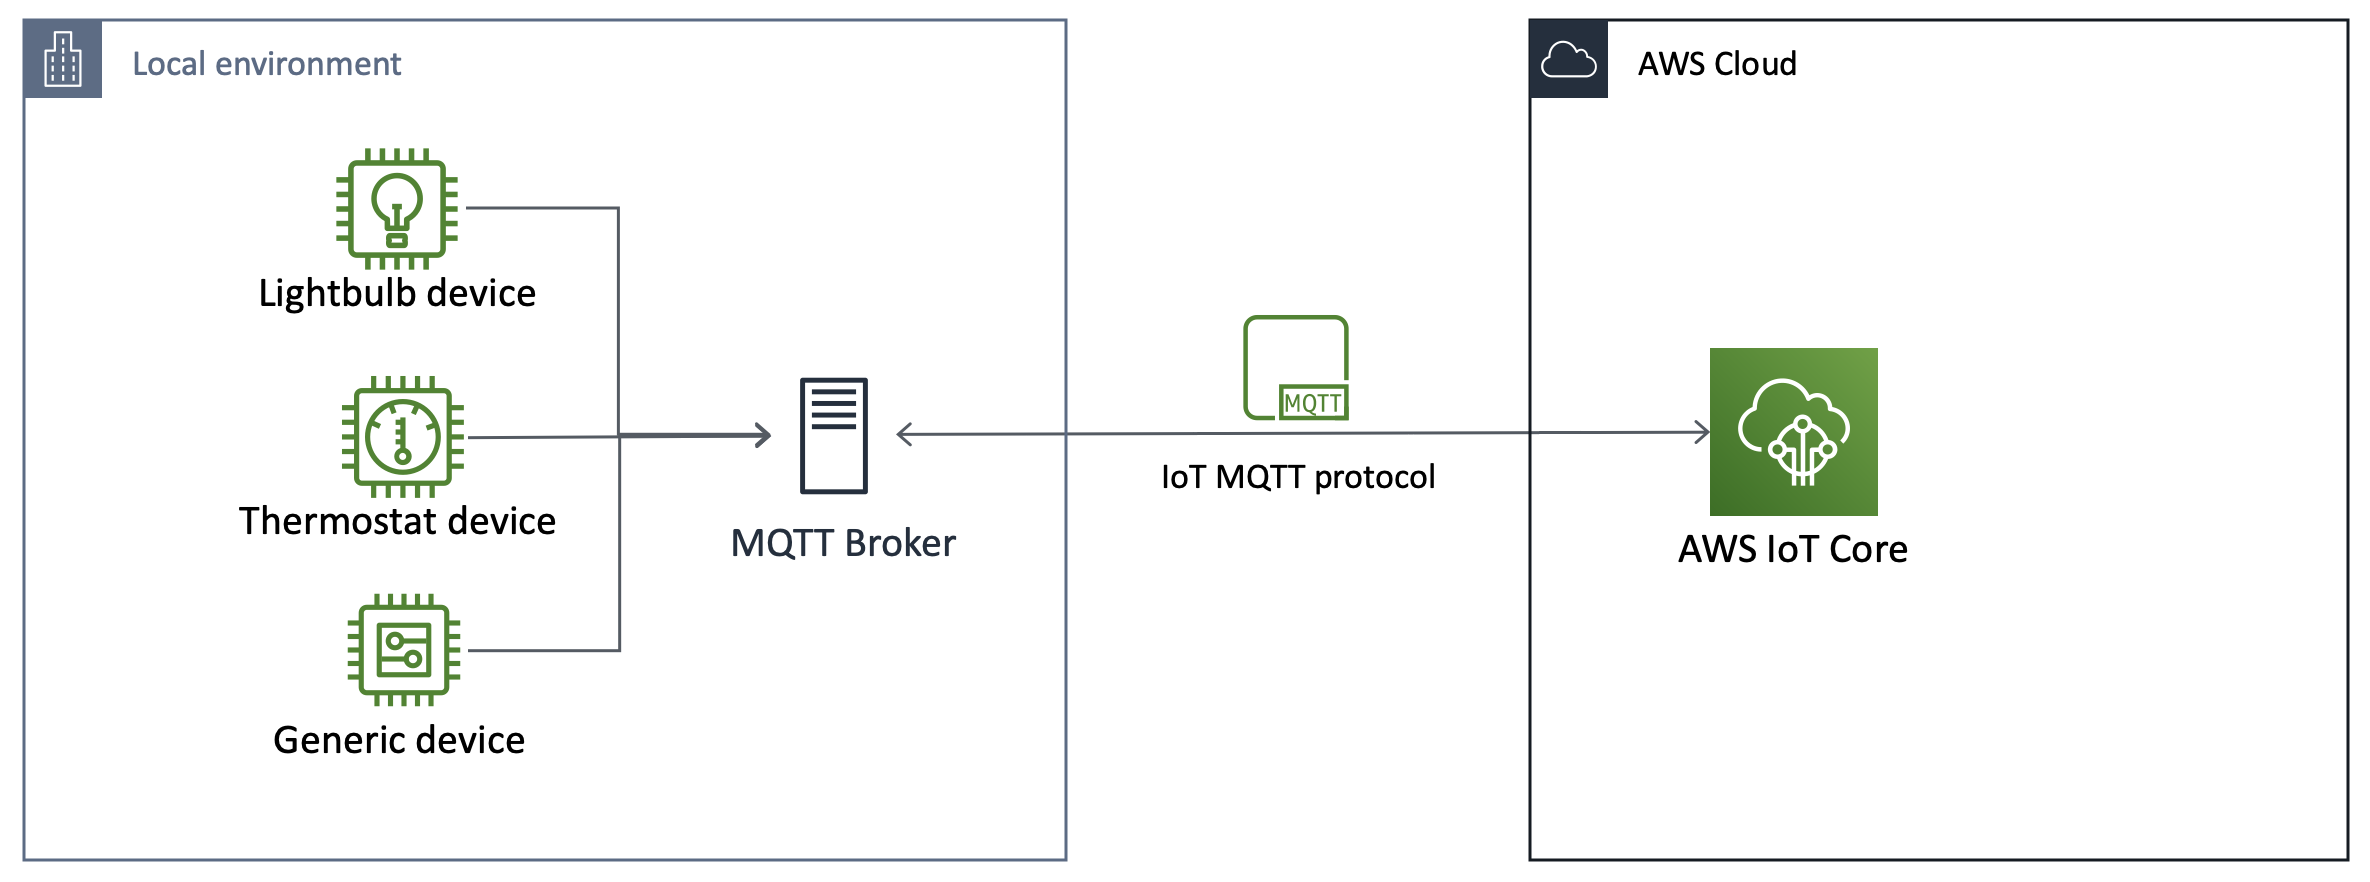 Local environment
AWS Cloud
Lightbulb device
MQTT
IoT MQTT protocol
Thermostat device
MQTT Broker
AWS IoT Core
Generic device